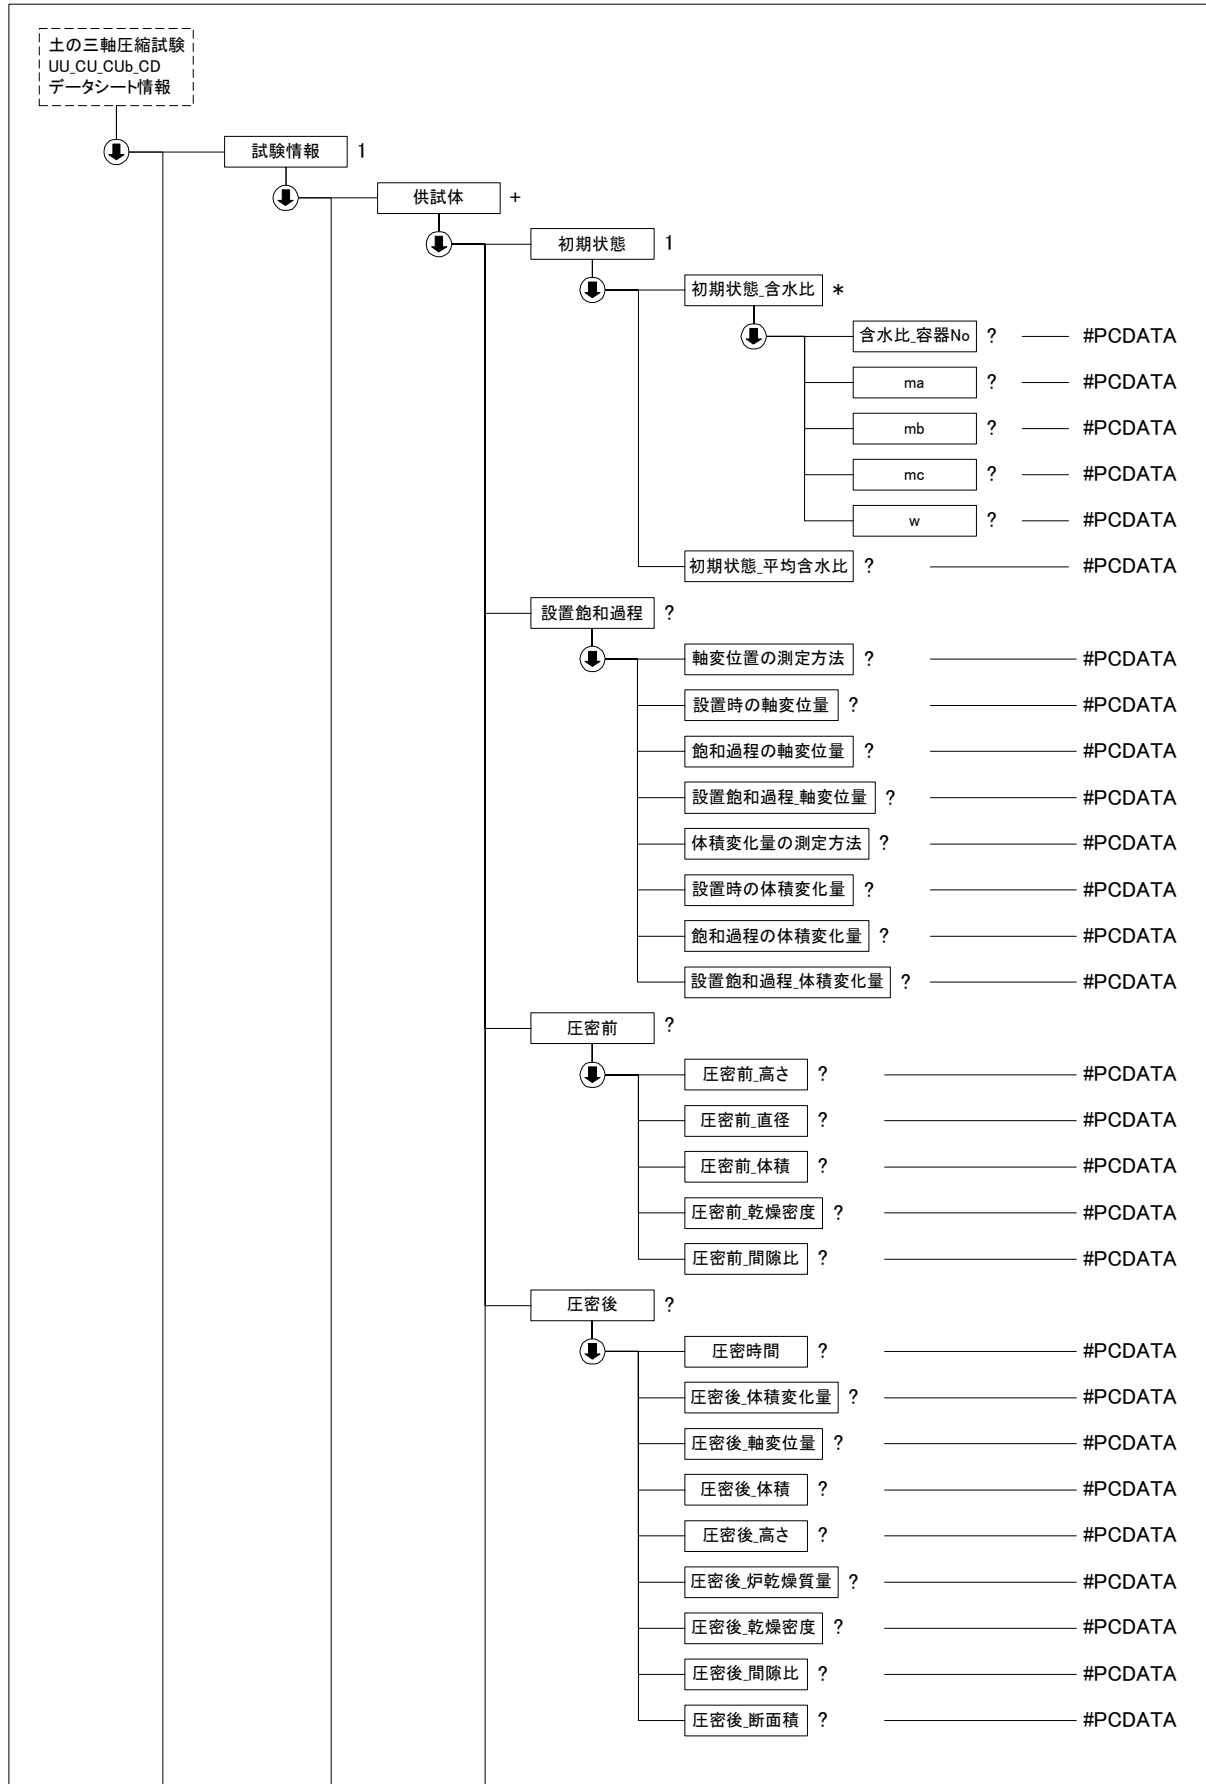 土の三軸圧縮試験
UU_CU_CUb_CD
データシート情報
試験情報 1
供試体 +
初期状態 1
初期状態_含水比 *
含水比_容器No ? #PCDATA
ma ? #PCDATA
mb ? #PCDATA
mc ? #PCDATA
w ? #PCDATA
初期状態_平均含水比 ? #PCDATA
設置飽和過程 ?
軸変位置の測定方法 ? #PCDATA
設置時の軸変位量 ? #PCDATA
飽和過程の軸変位量 ? #PCDATA
設置飽和過程_軸変位量 ? #PCDATA
体積変化量の測定方法 ? #PCDATA
設置時の体積変化量 ? #PCDATA
飽和過程の体積変化量 ? #PCDATA
設置飽和過程_体積変化量 ? #PCDATA
圧密前 ?
圧密前_高さ ? #PCDATA
圧密前_直径 ? #PCDATA
圧密前_体積 ? #PCDATA
圧密前_乾燥密度 ? #PCDATA
圧密前_間隙比 ? #PCDATA
圧密後 ?
圧密時間 ? #PCDATA
圧密後_体積変化量 ? #PCDATA
圧密後_軸変位量 ? #PCDATA
圧密後_体積 ? #PCDATA
圧密後_高さ ? #PCDATA
圧密後_炉乾燥質量 ? #PCDATA
圧密後_乾燥密度 ? #PCDATA
圧密後_間隙比 ? #PCDATA
圧密後_断面積 ? #PCDATA